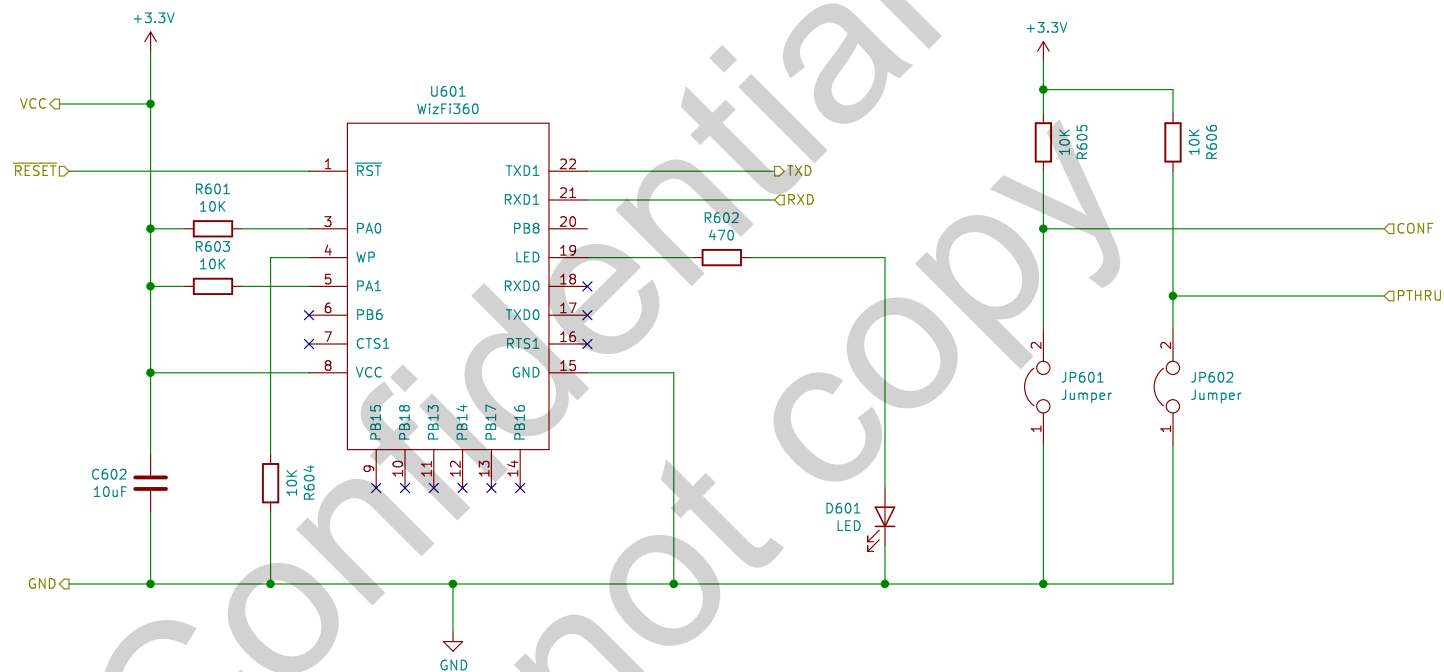 +3.3V
VCC
RESET
U601
WizFi360
1
RST
R601
10K
3
PA0
R603
10K
4
WP
5
PA1
6
PB6
7
CTS1
8
VCC
TXD1
22
TXD
RXD1
21
RXD
PB8
20
LED
19
R602
470
RXD0
18
TXD0
17
RTS1
16
GND
15
PB15
PB18
PB13
PB14
PB17
PB16
9
10
11
12
13
14
C602
10uF
10K
R604
D601
LED
GND
GND
+3.3V
10K
R605
10K
R606
CONF
PTHRU
2
JP601
Jumper
1
2
JP602
Jumper
1
Confidential
not copy